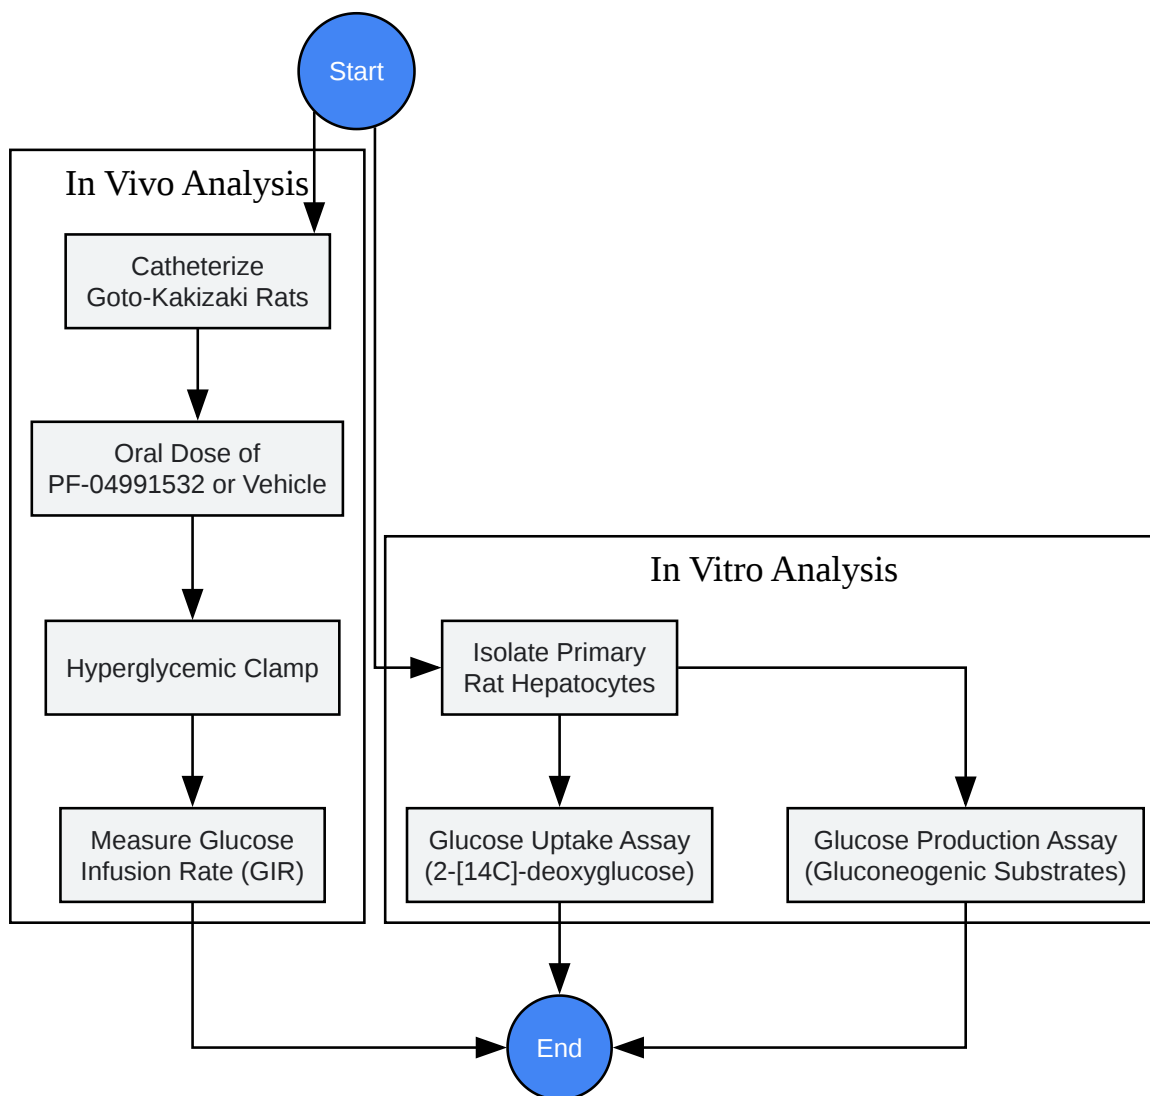 Start
In Vivo Analysis
Catheterize
Goto-Kakizaki Rats
Oral Dose of
PF-04991532 or Vehicle
Hyperglycemic Clamp
Measure Glucose
Infusion Rate (GIR)
In Vitro Analysis
Isolate Primary
Rat Hepatocytes
Glucose Uptake Assay
(2-[14C]-deoxyglucose)
Glucose Production Assay
(Gluconeogenic Substrates)
End